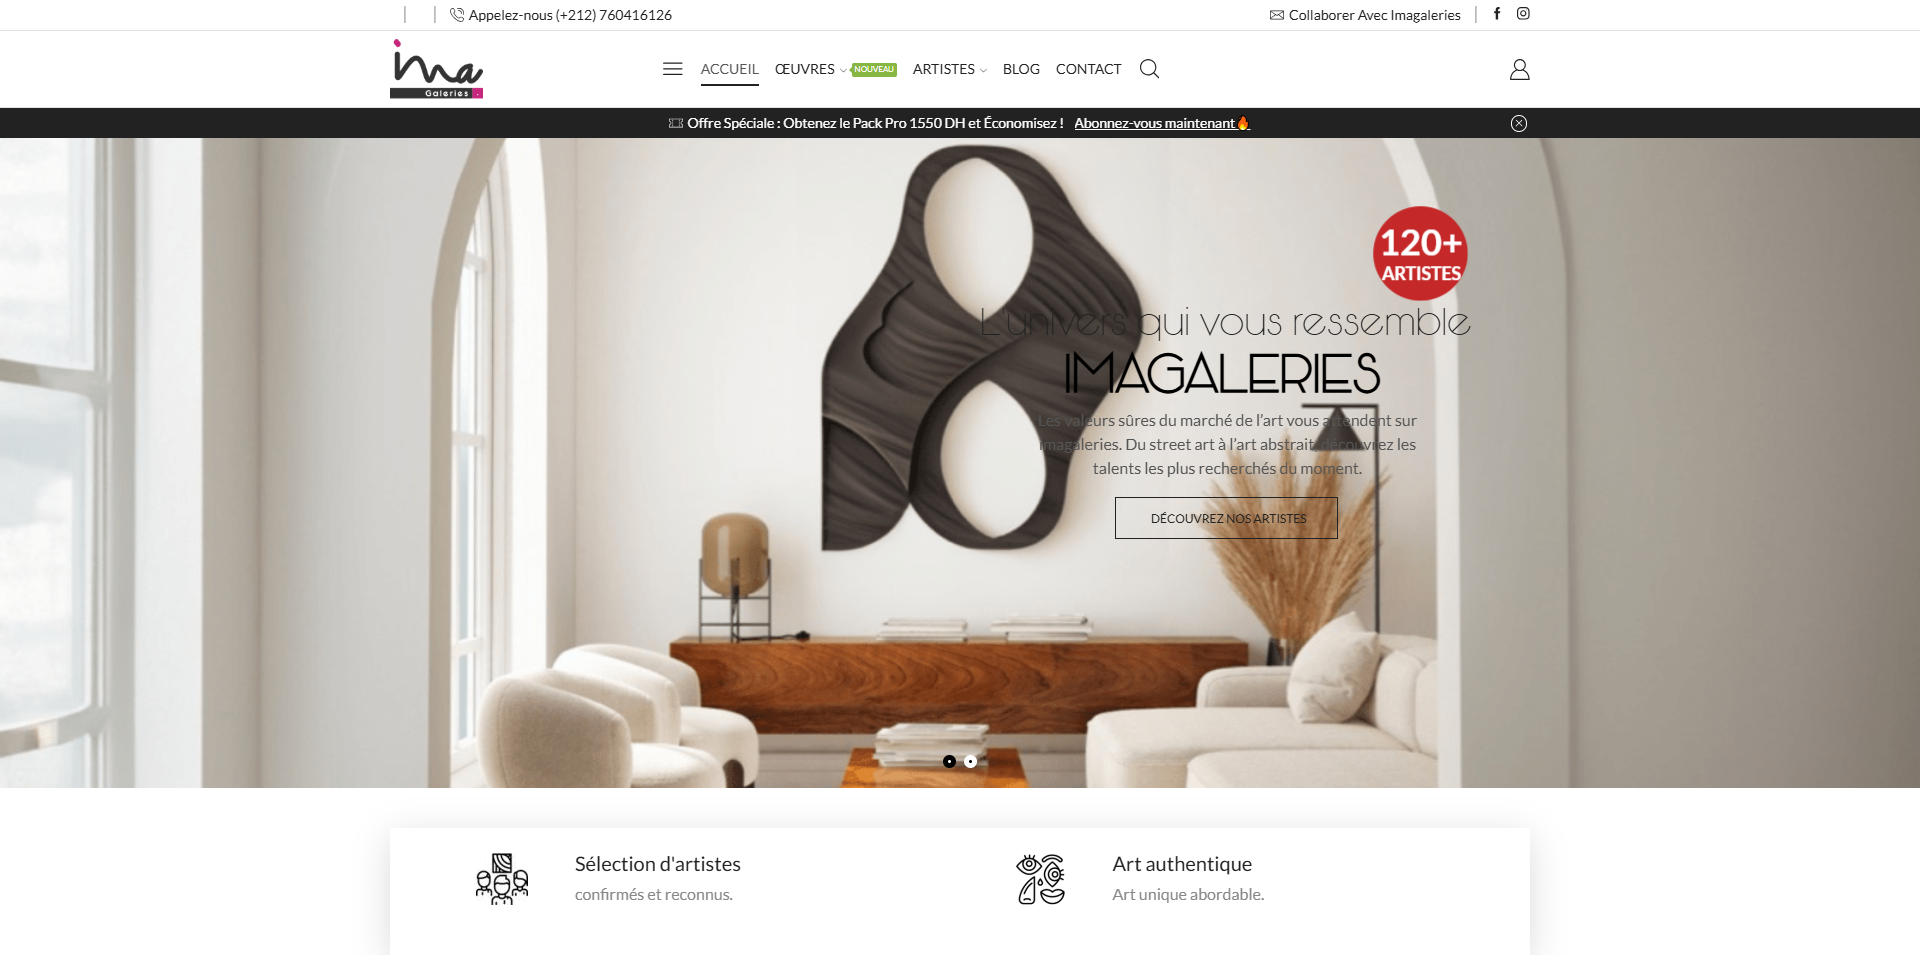 Appelez-nous (+212) 760416126
Collaborer Avec Imagaleries
ima
Galeries
ACCUEIL ŒUVRES NOUVEAU ARTISTES BLOG CONTACT
Offre Spéciale : Obtenez le Pack Pro 1550 DH et Économisez ! Abonnez-vous maintenant🔥
120+
ARTISTES
L'univers qui vous ressemble
IMAGALERIES
Les valeurs sûres du marché de l’art vous attendent sur
imagaleries. Du street art à l’art abstrait, découvrez les
talents les plus recherchés du moment.
DÉCOUVREZ NOS ARTISTES
Sélection d'artistes
confirmés et reconnus.
Art authentique
Art unique abordable.